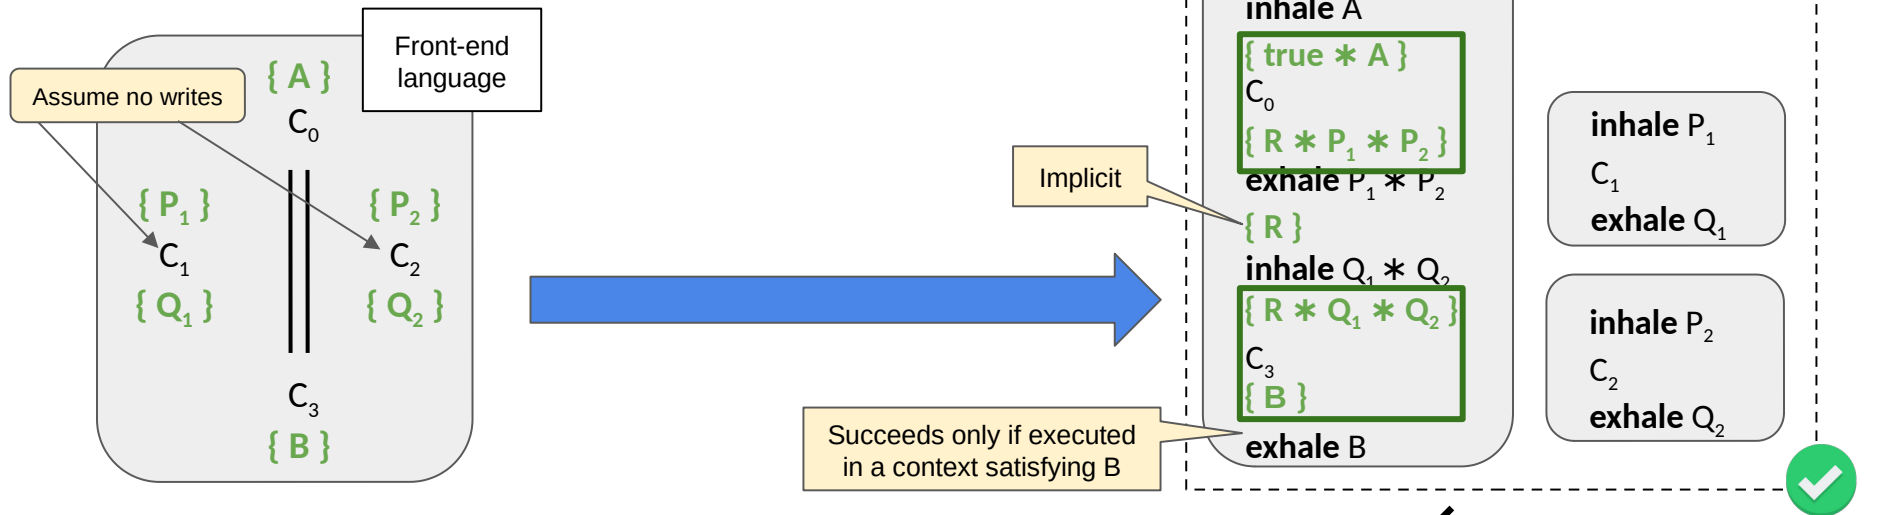 Front-end
language
{ A }
Assume no writes
C0
{ P1 }
{ P2 }
C1
C2
{ Q1 }
{ Q2 }
C3
{ B }
inhale A
{ true ∗ A }
C0
{ R ∗ P1 ∗ P2 }
exhale P1 ∗ P2
Implicit
{ R }
inhale Q1 ∗ Q2
{ R ∗ Q1 ∗ Q2 }
C3
{ B }
Succeeds only if executed
in a context satisfying B
exhale B
inhale P1
C1
exhale Q1
inhale P2
C2
exhale Q2